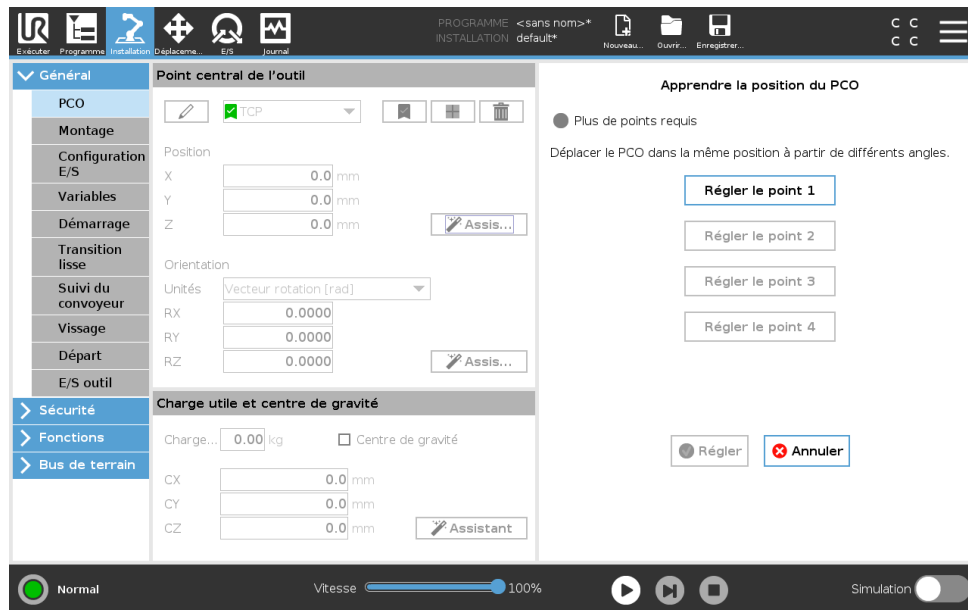 UR
PROGRAMME <sans nom>*
INSTALLATION default*
Exécuter Programme Installation Déplaceme... E/S Journal Nouveau... Ouvrir... Enregistrer...
C C
C C
Général
PCO
Montage
Configuration
E/S
Variables
Démarrage
Transition
lisse
Suivi du
convoyeur
Vissage
Départ
E/S outil
Sécurité
Fonctions
Bus de terrain
Point central de l'outil
TCP
Position
X 0.0 mm
Y 0.0 mm
Z 0.0 mm Assis...
Orientation
Unités Vecteur rotation [rad]
RX 0.0000
RY 0.0000
RZ 0.0000 Assis...
Charge utile et centre de gravité
Charge... 0.00 kg Centre de gravité
CX 0.0 mm
CY 0.0 mm
CZ 0.0 mm Assistant
Apprendre la position du PCO
Plus de points requis
Déplacer le PCO dans la même position à partir de différents angles.
Régler le point 1
Régler le point 2
Régler le point 3
Régler le point 4
Régler Annuler
Normal Vitesse 100% Simulation